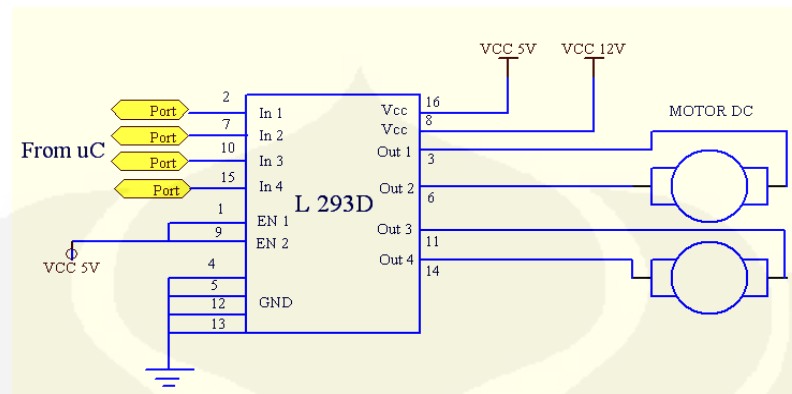 VCC 5V
VCC 12V
MOTOR DC
From uC
Port
Port
Port
Port
2
7
10
15
1
9
4
5
12
13
In 1
In 2
In 3
In 4
EN 1
EN 2
GND
L 293D
Vcc
Vcc
Out 1
Out 2
Out 3
Out 4
16
8
3
6
11
14
VCC 5V